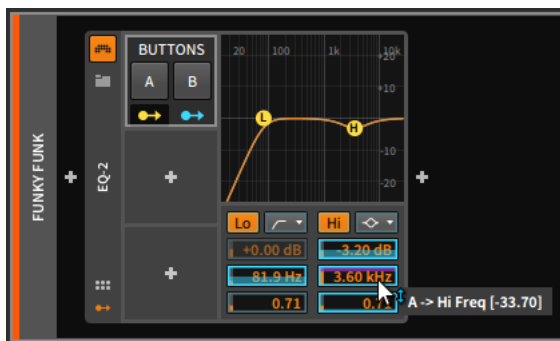 FUNKY FUNK
EQ-2
BUTTONS
A B
20 100 1k 10k
+20
+10
-10
-20
L
H
Lo Hi
+0.00 dB -3.20 dB
81.9 Hz 3.60 kHz
0.71 0.7
A -> Hi Freq [-33.70]